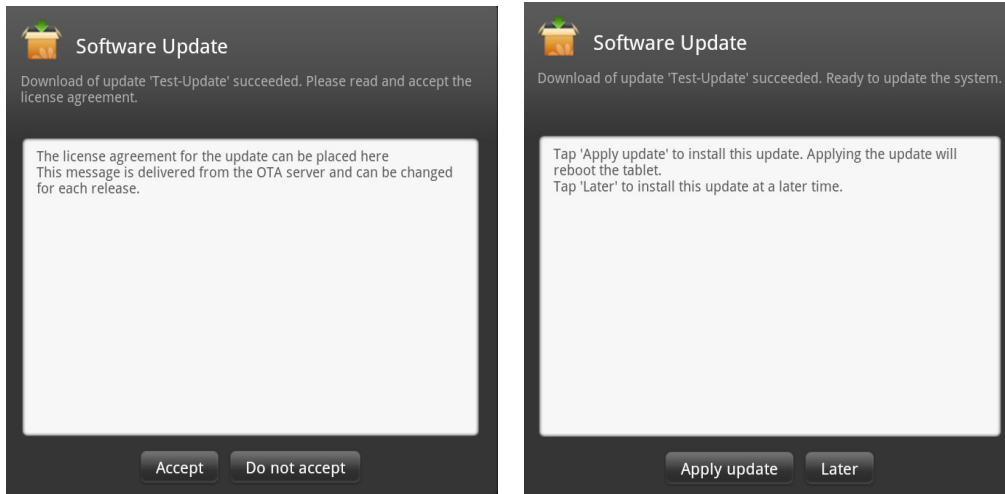 Software Update
Download of update 'Test-Update' succeeded. Please read and accept the
license agreement.
The license agreement for the update can be placed here
This message is delivered from the OTA server and can be changed
for each release.
Accept
Do not accept
Software Update
Download of update 'Test-Update' succeeded. Ready to update the system.
Tap 'Apply update' to install this update. Applying the update will
reboot the tablet.
Tap 'Later' to install this update at a later time.
Apply update
Later